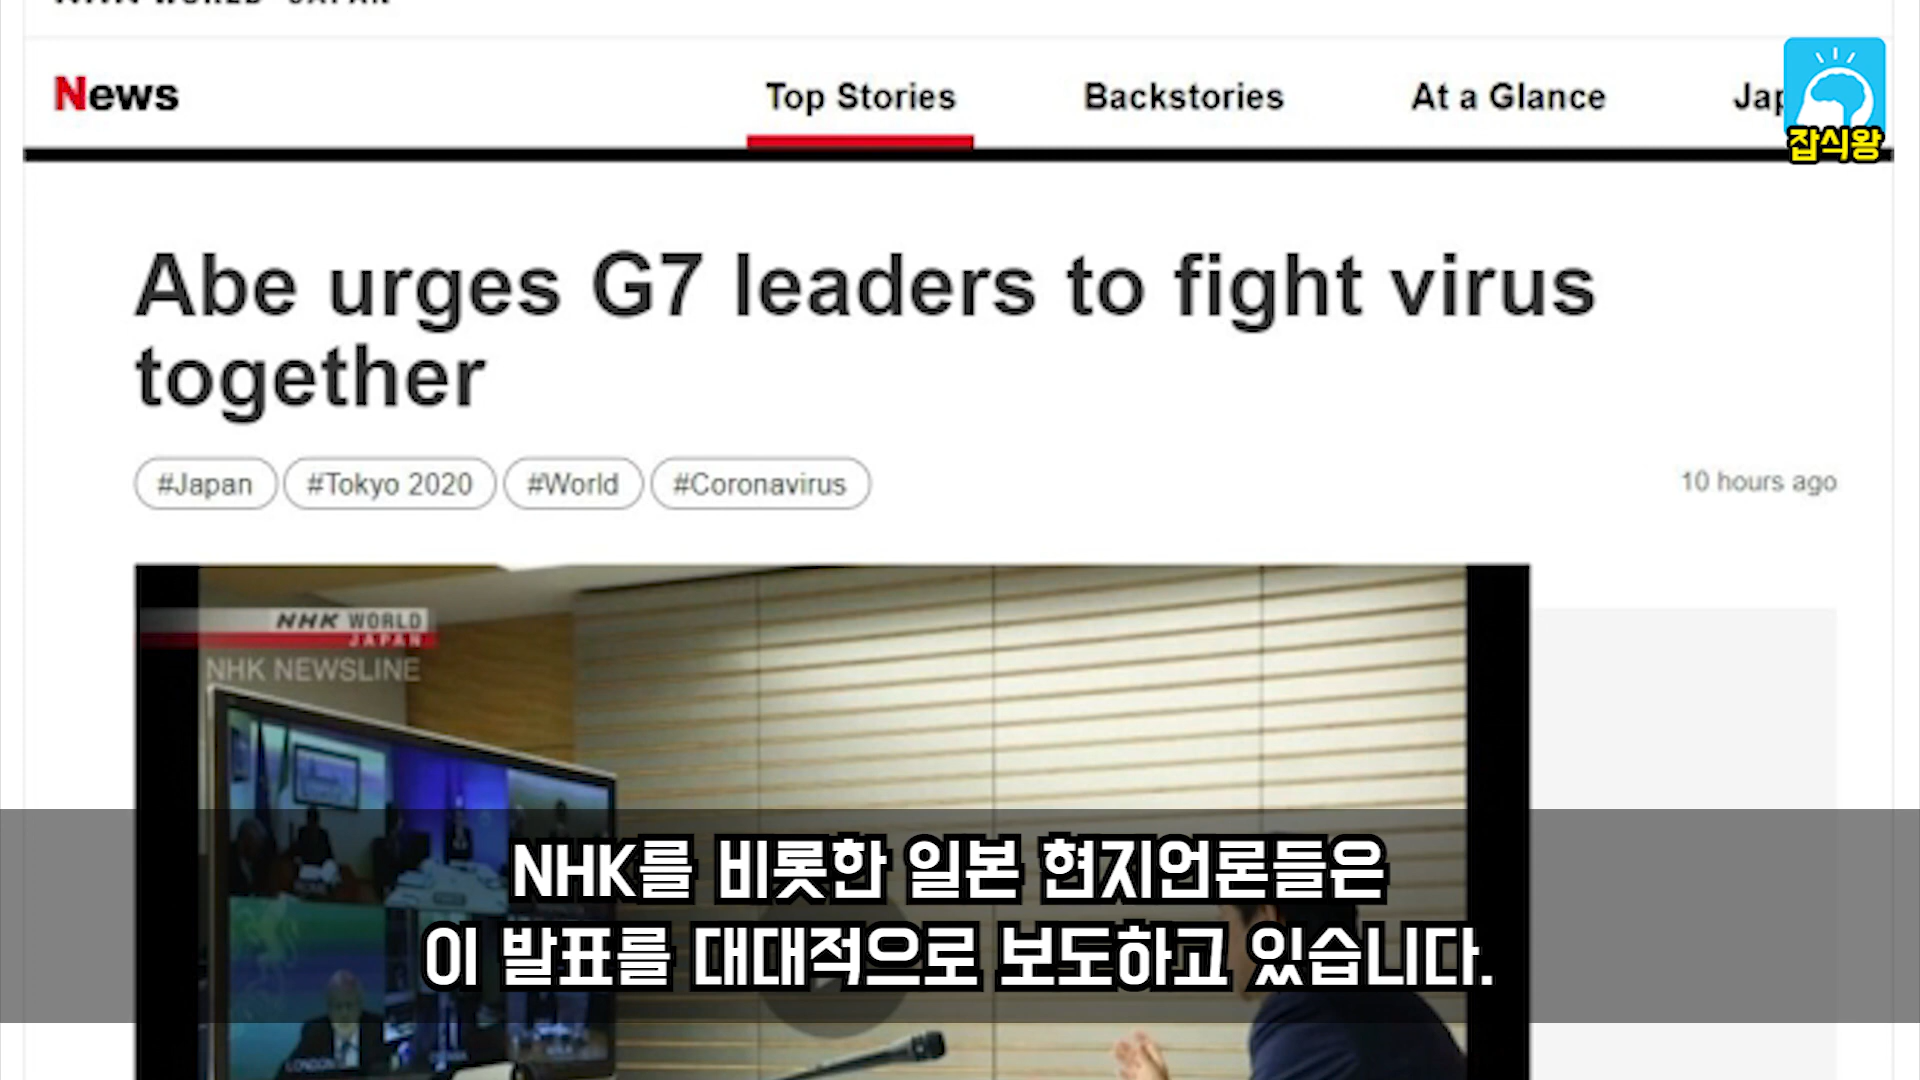 News
Top Stories
Backstories
At a Glance
잡식왕
Abe urges G7 leaders to fight virus
together
#Japan
#Tokyo 2020
#World
#Coronavirus
10 hours ago
NHK WORLD
JAPAN
NHK NEWSLINE
LONDON
NHK를 비롯한 일본 현지언론들은
이 발표를 대대적으로 보도하고 있습니다.